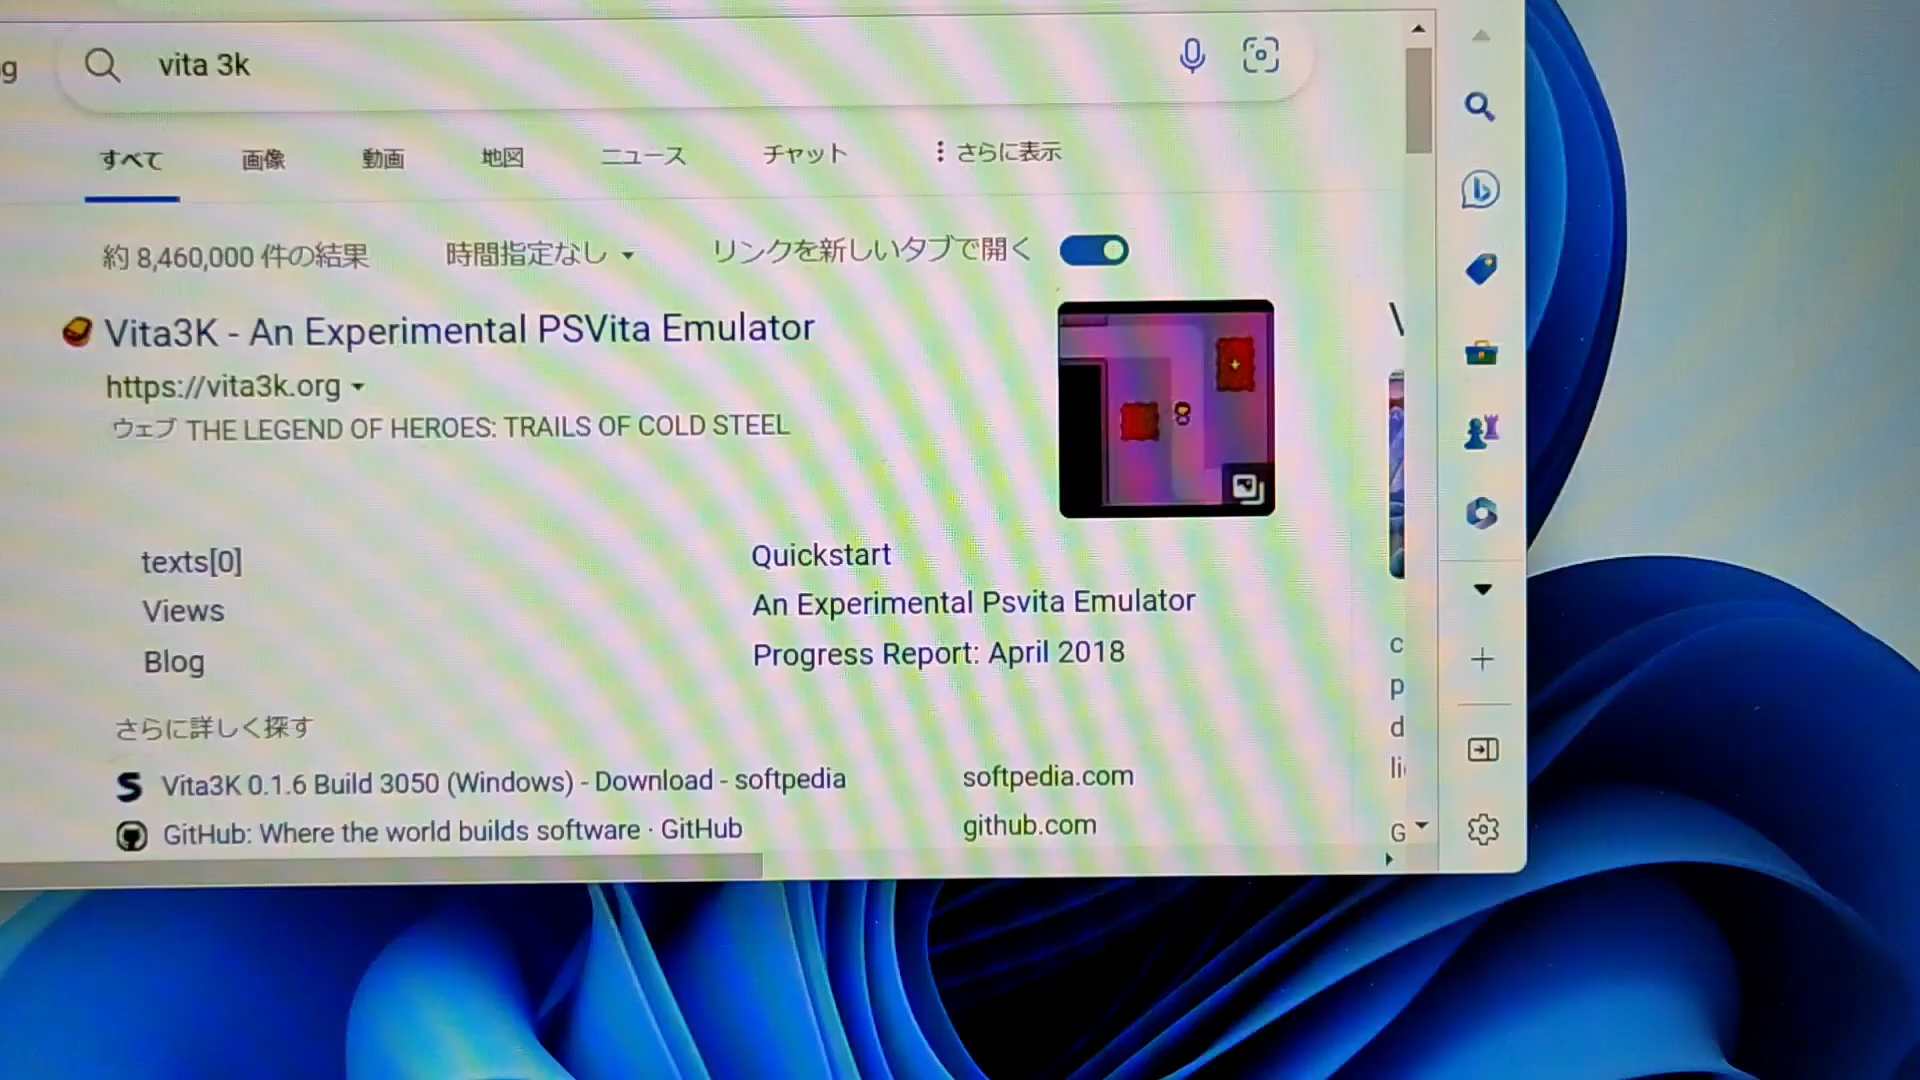 g
vita 3k
すべて 画像 動画 地図 ニュース チャット さらに表示
約 8,460,000 件の結果 時間指定なし リンクを新しいタブで開く
Vita3K - An Experimental PSVita Emulator
https://vita3k.org
ウェブ THE LEGEND OF HEROES: TRAILS OF COLD STEEL
texts[0] Quickstart
Views An Experimental Psvita Emulator
Blog Progress Report: April 2018
さらに詳しく探す
Vita3K 0.1.6 Build 3050 (Windows) - Download - softpedia softpedia.com
GitHub: Where the world builds software · GitHub github.com
c
p
d
li
G